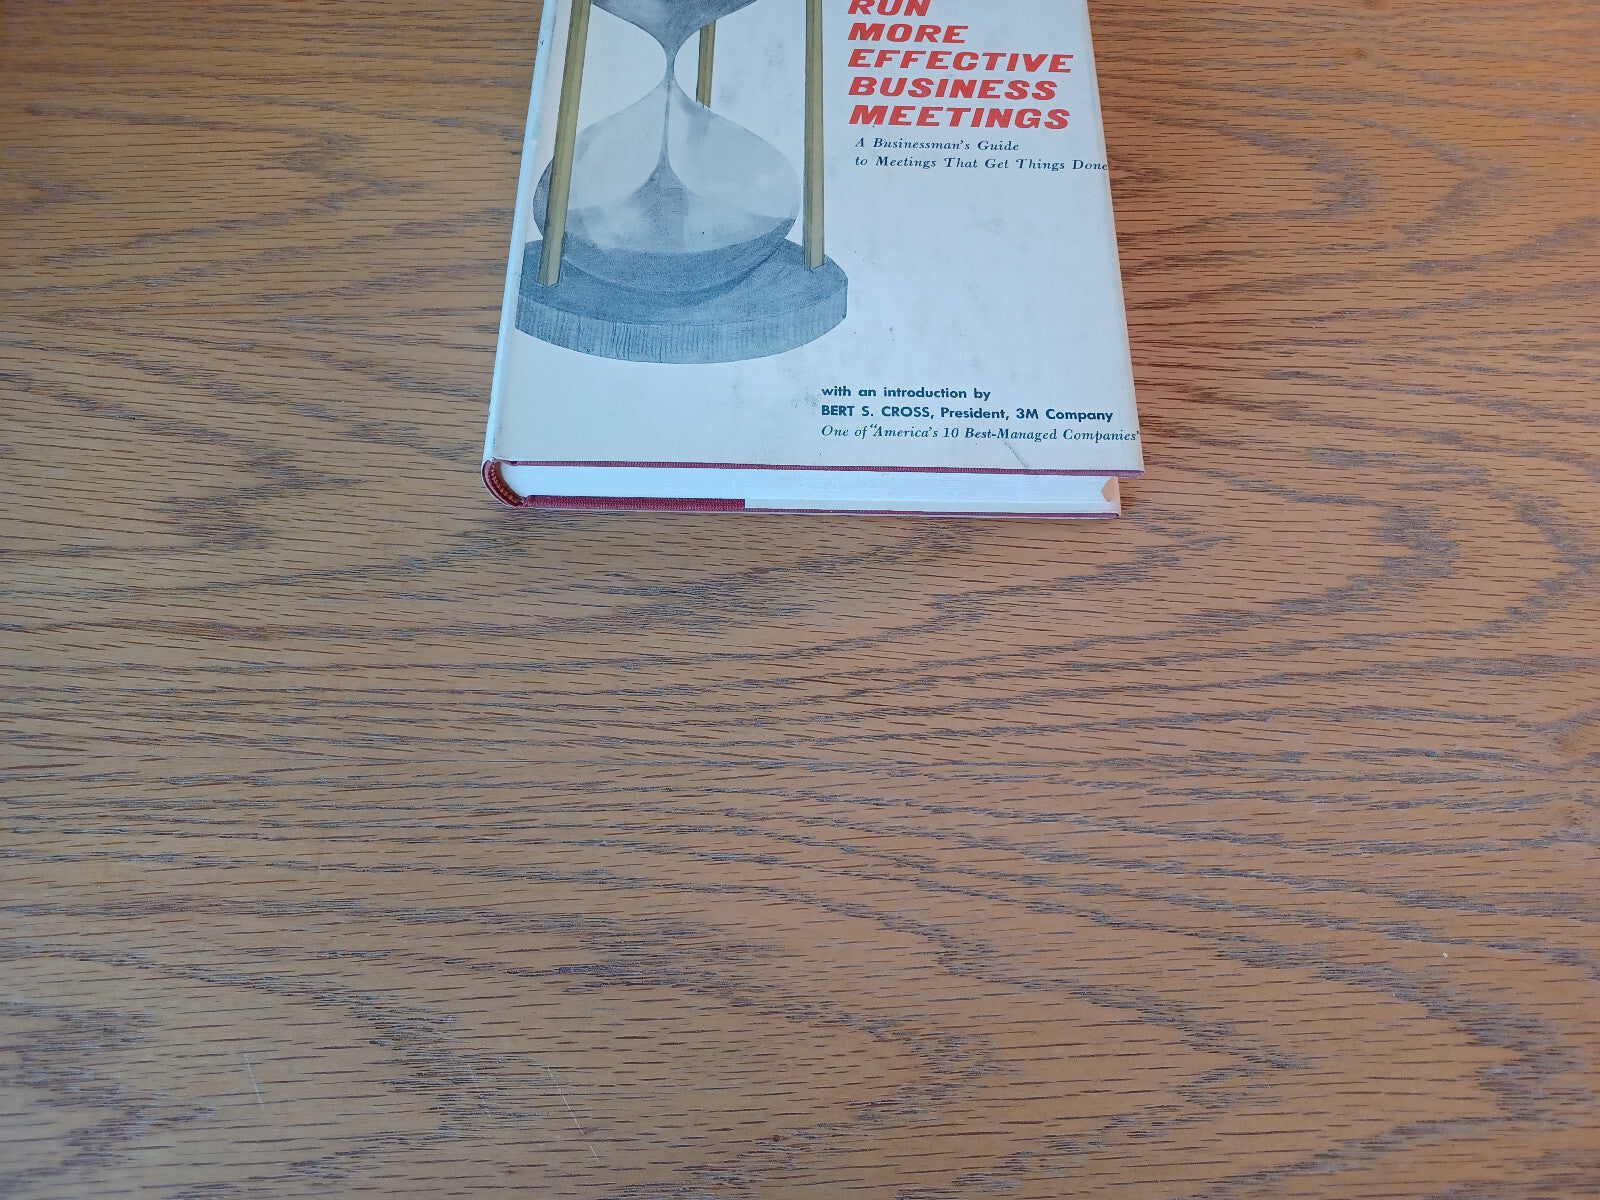 RUN
MORE
EFFECTIVE
BUSINESS
MEETINGS
A Businessman's Guide
to Meetings That Get Things Done
with an introduction by
BERT S. CROSS, President, 3M Company
One of "America's 10 Best-Managed Companies"